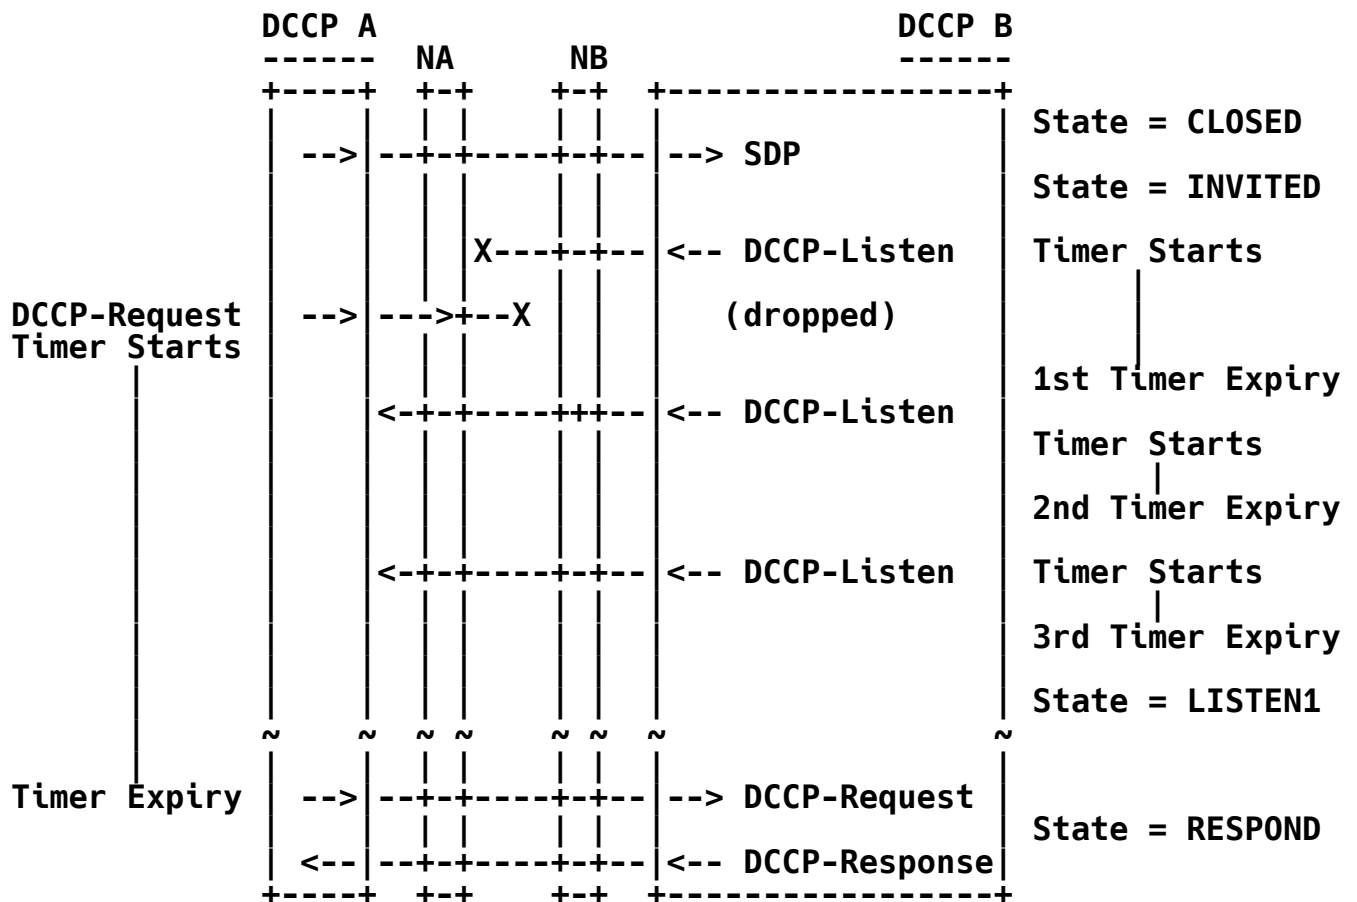 DCCP A                           DCCP B
------  NA      NB               ------
+----+  +-+    +-+  +-----------------+
|    |  | |    | |  |                 | State = CLOSED
| -->|--+-+----+-+--|--> SDP          |
|    |  | |    | |  |                 | State = INVITED
|    |  | |X---+-+--|<-- DCCP-Listen  | Timer Starts
DCCP-Request | -->|--->+--X | |  |   (dropped)     |
Timer Starts
|    |  | |    | |  |                 | 1st Timer Expiry
|    |<-+-+----+++--|<-- DCCP-Listen  |
|    |  | |    | |  |                 | Timer Starts
|    |  | |    | |  |                 | 2nd Timer Expiry
|    |<-+-+----+-+--|<-- DCCP-Listen  | Timer Starts
|    |  | |    | |  |                 | 3rd Timer Expiry
|    |  | |    | |  |                 | State = LISTEN1
~    ~  ~ ~    ~ ~  ~                 ~
Timer Expiry | -->|--+-+----+-+--|--> DCCP-Request |
|    |  | |    | |  |                 | State = RESPOND
| <--|--+-+----+-+--|<-- DCCP-Response|
+----+  +-+    +-+  +-----------------+